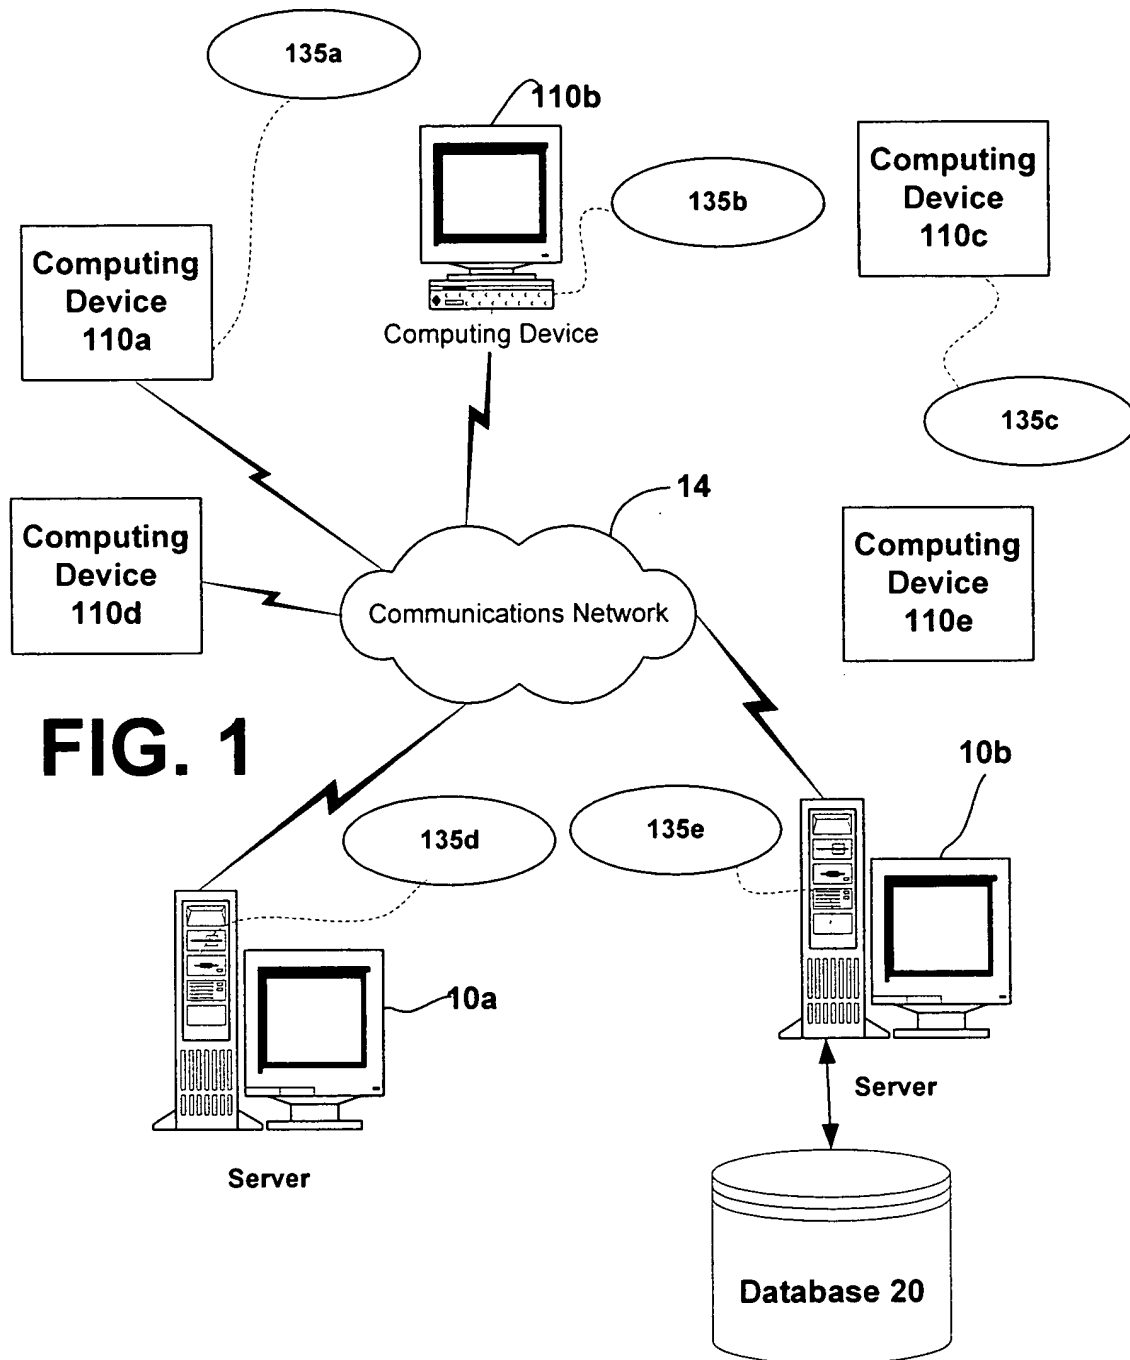 135a
110b
Computing
Device
110c
135b
Computing
Device
110a
Computing Device
135c
14
Computing
Device
110d
Computing
Device
110e
Communications Network
FIG. 1
10b
135d
135e
10a
Server
Server
Database 20